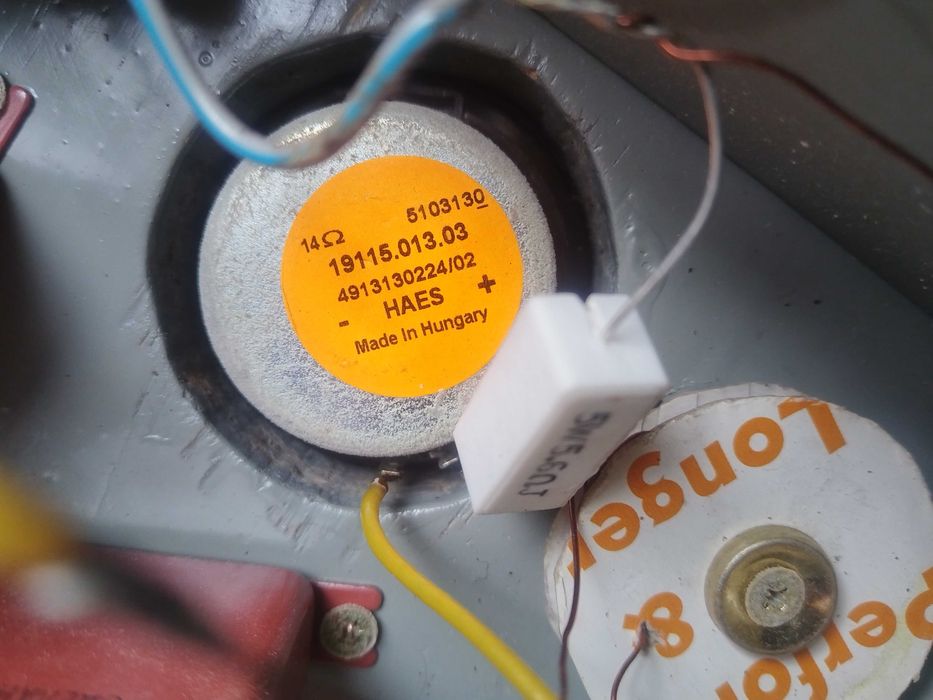 14Ω 5103130
19115.013.03
4913130224/02
- HAES +
Made In Hungary
5W5.6ΩJ
Longer
& perfor